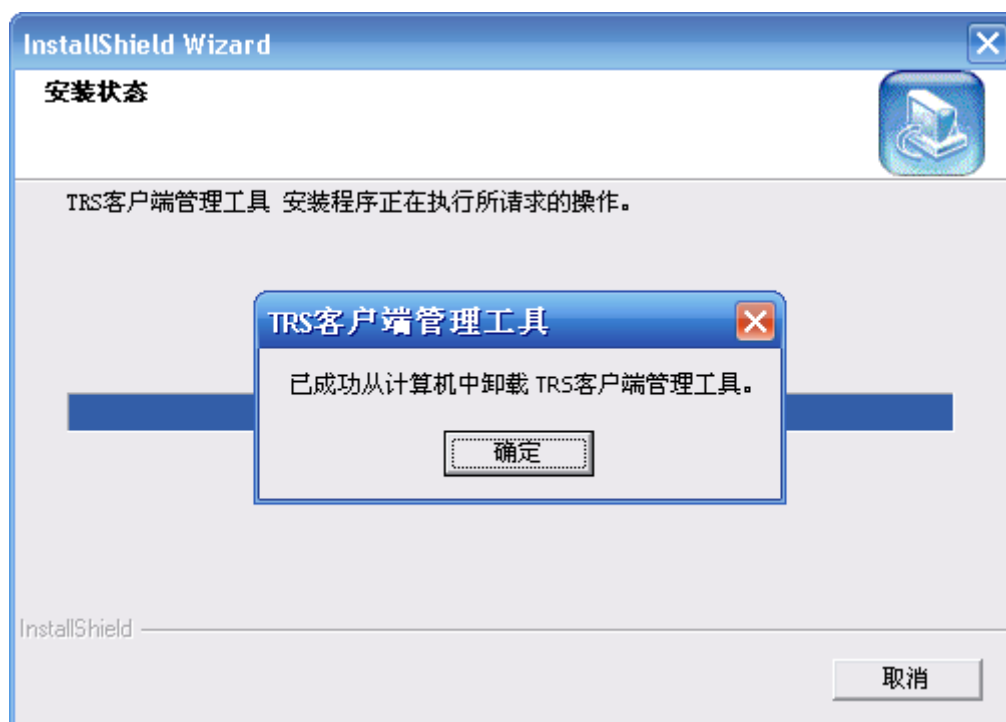 InstallShield Wizard
安装状态
TRS客户端管理工具 安装程序正在执行所请求的操作。
TRS客户端管理工具
已成功从计算机中卸载 TRS客户端管理工具。
确定
InstallShield
取消